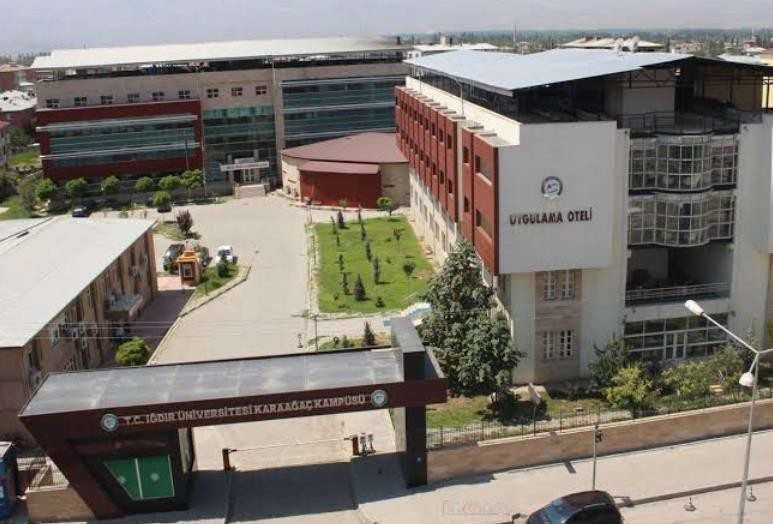 UYGULAMA OTELİ
T.C. IĞDIR ÜNİVERSİTESİ KARAAĞAÇ KAMPÜSÜ